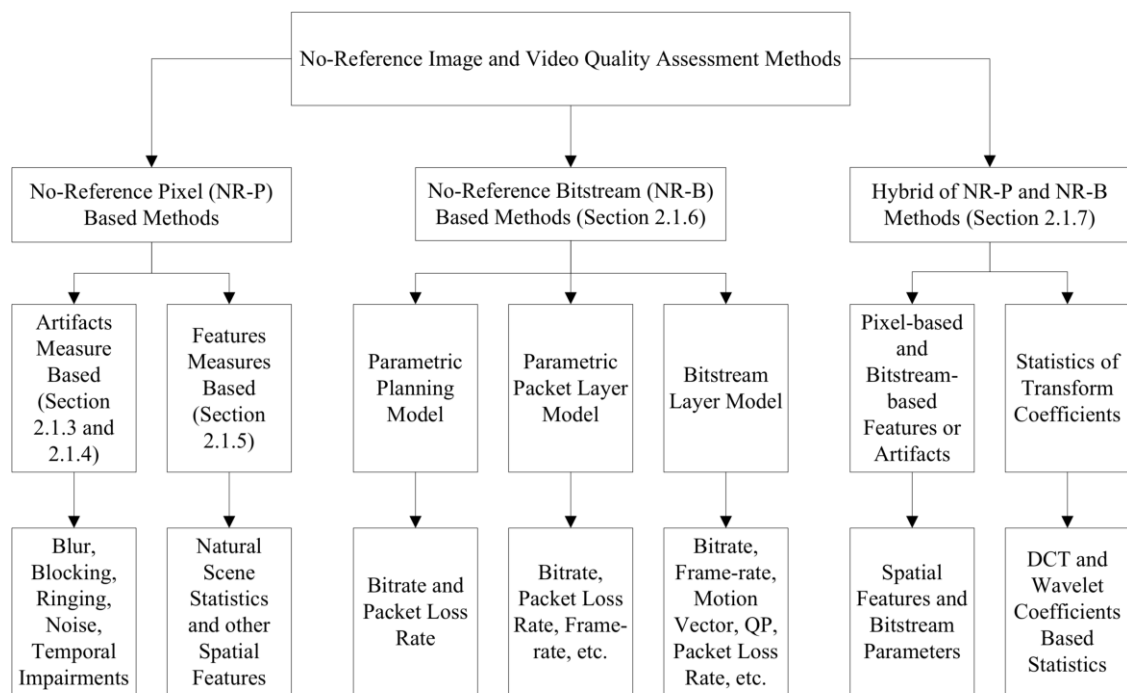 No-Reference Image and Video Quality Assessment Methods
No-Reference Pixel (NR-P)
Based Methods
No-Reference Bitstream (NR-B)
Based Methods (Section 2.1.6)
Hybrid of NR-P and NR-B
Methods (Section 2.1.7)
Artifacts
Measure
Based
(Section
2.1.3 and
2.1.4)
Features
Measures
Based
(Section
2.1.5)
Parametric
Planning
Model
Parametric
Packet Layer
Model
Bitstream
Layer Model
Pixel-based
and
Bitstream-
based
Features or
Artifacts
Statistics of
Transform
Coefficients
Blur,
Blocking,
Ringing,
Noise,
Temporal
Impairments
Natural
Scene
Statistics
and other
Spatial
Features
Bitrate and
Packet Loss
Rate
Bitrate,
Packet Loss
Rate, Frame-
rate, etc.
Bitrate,
Frame-rate,
Motion
Vector, QP,
Packet Loss
Rate, etc.
Spatial
Features and
Bitstream
Parameters
DCT and
Wavelet
Coefficients
Based
Statistics